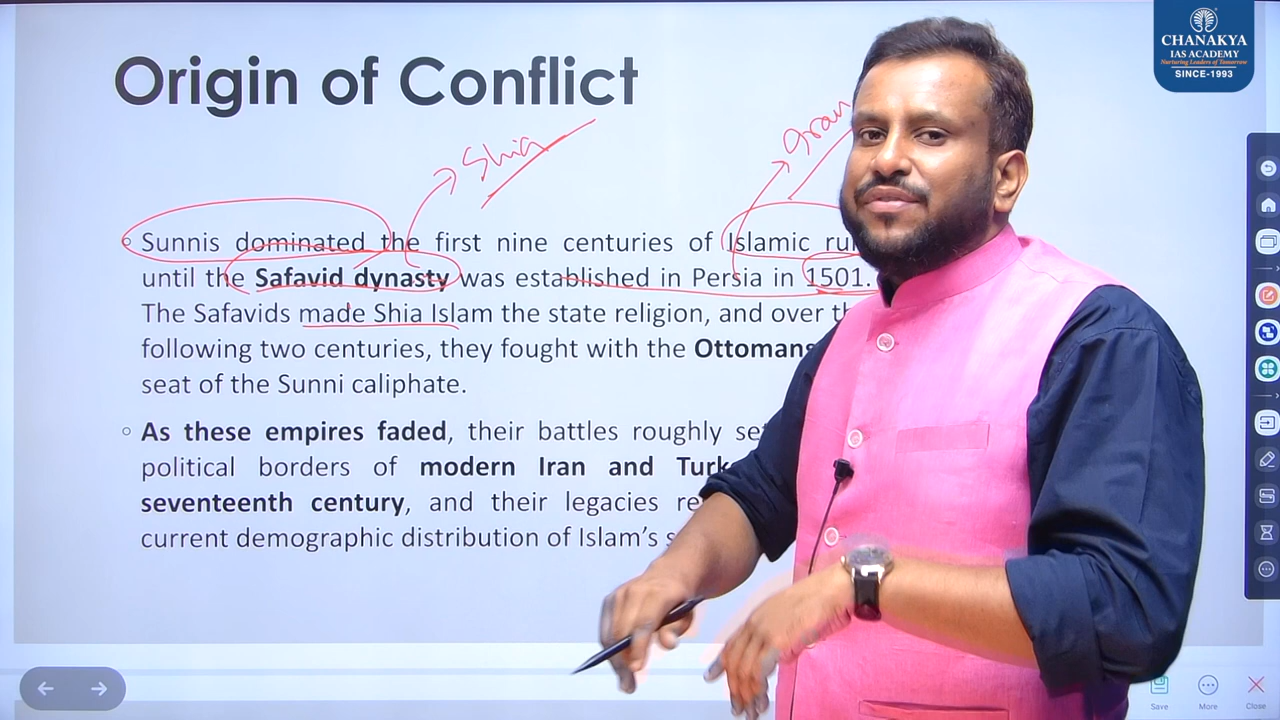 Origin of Conflict
CHANAKYA
IAS ACADEMY
Nurturing Leaders of Tomorrow
SINCE-1993
Shia
Iran
Sunnis dominated the first nine centuries of Islamic
until the Safavid dynasty was established in Persia in 1501.
The Safavids made Shia Islam the state religion, and over
following two centuries, they fought with the Ottomans
seat of the Sunni caliphate.
As these empires faded, their battles roughly
political borders of modern Iran and
seventeenth century, and their legacies
current demographic distribution of Islam's
Save
More
Close